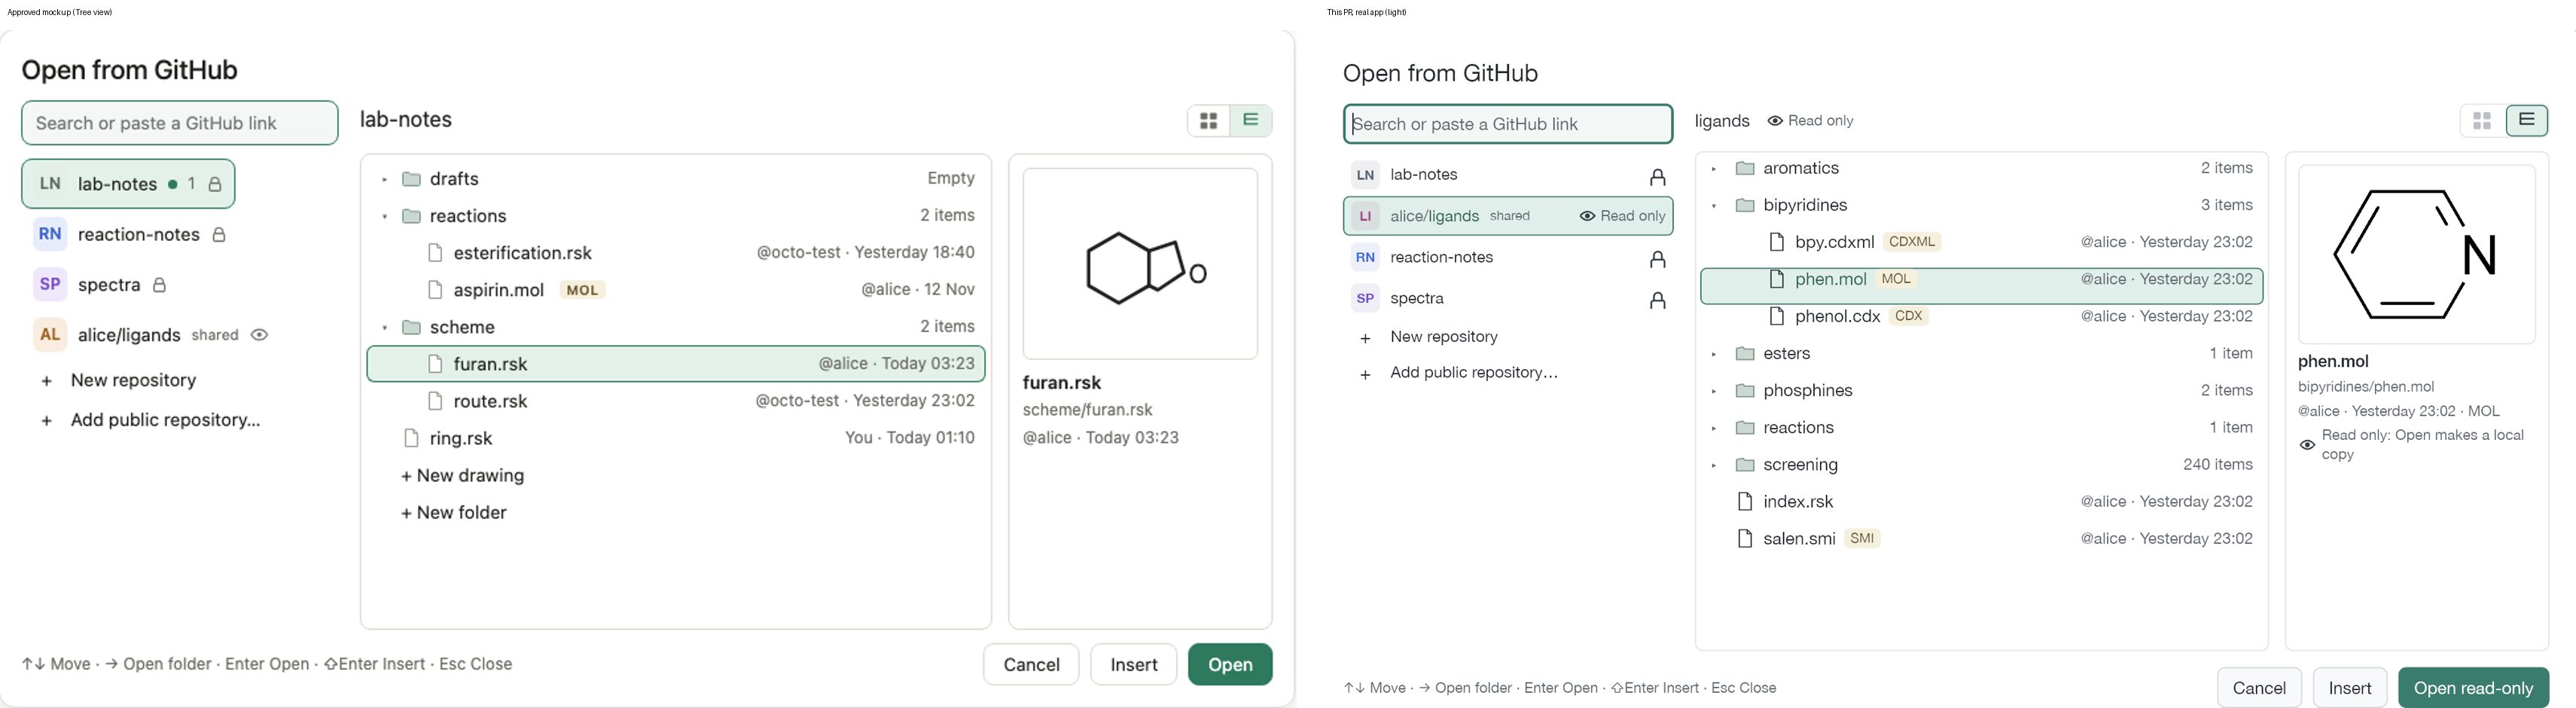 Approved mockup (Tree view)
Open from GitHub
Search or paste a GitHub link
LN lab-notes 1
RN reaction-notes
SP spectra
AL alice/ligands shared
+ New repository
+ Add public repository...
lab-notes
drafts Empty
reactions 2 items
esterification.rsk @octo-test · Yesterday 18:40
aspirin.mol MOL @alice · 12 Nov
scheme 2 items
furan.rsk @alice · Today 03:23
route.rsk @octo-test · Yesterday 23:02
ring.rsk You · Today 01:10
+ New drawing
+ New folder
O
furan.rsk
scheme/furan.rsk
@alice · Today 03:23
↑↓ Move · → Open folder · Enter Open · ⇧Enter Insert · Esc Close
Cancel
Insert
Open
This PR, real app (light)
Open from GitHub
Search or paste a GitHub link
LN lab-notes
LI alice/ligands shared Read only
RN reaction-notes
SP spectra
+ New repository
+ Add public repository…
ligands Read only
aromatics 2 items
bipyridines 3 items
bpy.cdxml CDXML @alice · Yesterday 23:02
phen.mol MOL @alice · Yesterday 23:02
phenol.cdx CDX @alice · Yesterday 23:02
esters 1 item
phosphines 2 items
reactions 1 item
screening 240 items
index.rsk @alice · Yesterday 23:02
salen.smi SMI @alice · Yesterday 23:02
N
phen.mol
bipyridines/phen.mol
@alice · Yesterday 23:02 · MOL
Read only: Open makes a local
copy
↑↓ Move · → Open folder · Enter Open · ⇧Enter Insert · Esc Close
Cancel
Insert
Open read-only